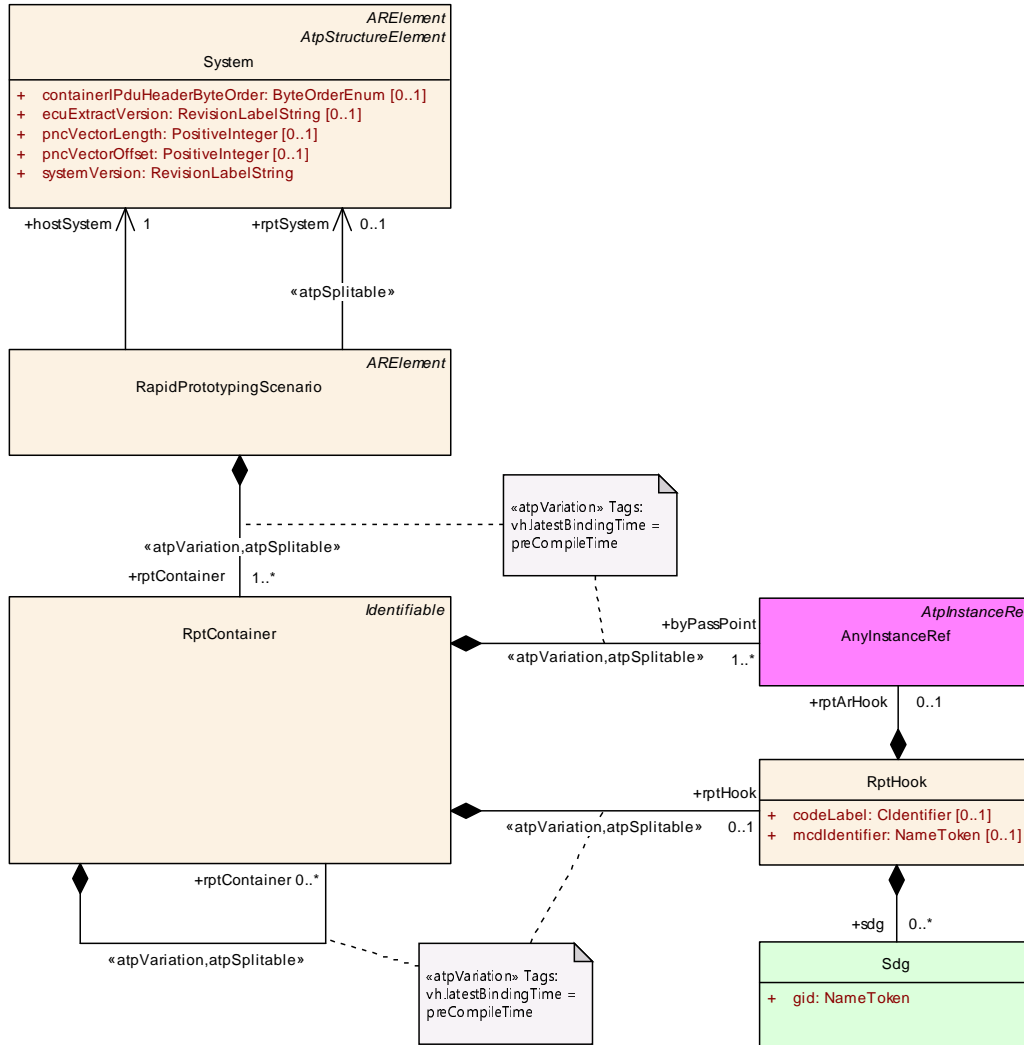 ARElement
AtpStructureElement
System
+ containerIPduHeaderByteOrder: ByteOrderEnum [0..1]
+ ecuExtractVersion: RevisionLabelString [0..1]
+ pncVectorLength: PositiveInteger [0..1]
+ pncVectorOffset: PositiveInteger [0..1]
+ systemVersion: RevisionLabelString
+hostSystem 1
+rptSystem 0..1
«atpSplitable»
ARElement
RapidPrototypingScenario
«atpVariation» Tags:
vh.latestBindingTime =
preCompileTime
«atpVariation,atpSplitable»
+rptContainer 1..*
Identifiable
RptContainer
+byPassPoint
«atpVariation,atpSplitable» 1..*
AtpInstanceRe
AnyInstanceRef
+rptArHook 0..1
+rptHook
«atpVariation,atpSplitable» 0..1
RptHook
+ codeLabel: CIdentifier [0..1]
+ mcdIdentifier: NameToken [0..1]
+rptContainer 0..*
«atpVariation,atpSplitable»
+sdg 0..*
«atpVariation» Tags:
vh.latestBindingTime =
preCompileTime
Sdg
+ gid: NameToken